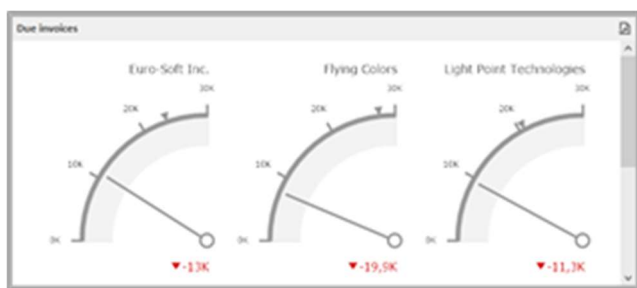 Due invoices
Euro-Soft Inc.
30K
20K
10K
0K
▼-13K
Flying Colors
30K
20K
10K
0K
▼-19,9K
Light Point Technologies
30K
20K
10K
0K
▼-11,3K